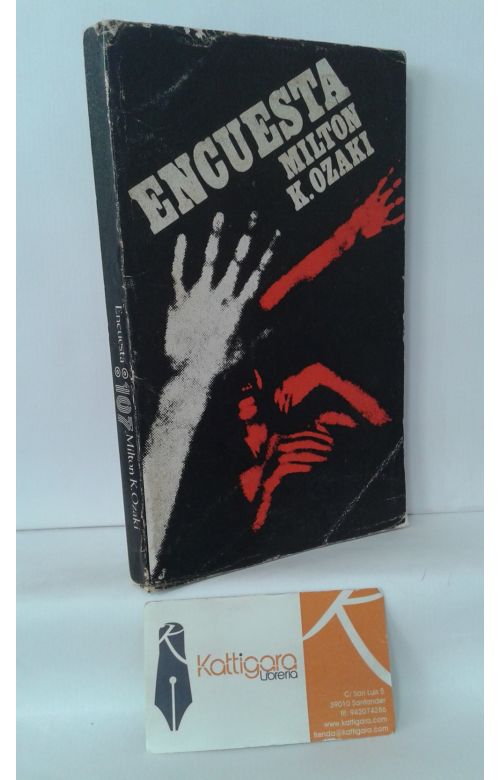 ENCUESTA
MILTON
K. OZAKI
Encuesta 107 Milton K. Ozaki
Kattigara
Librería
C/ San Luis 5
39010 Santander
tlf: 942074286
www.kattigara.com
tienda@kattigara.com